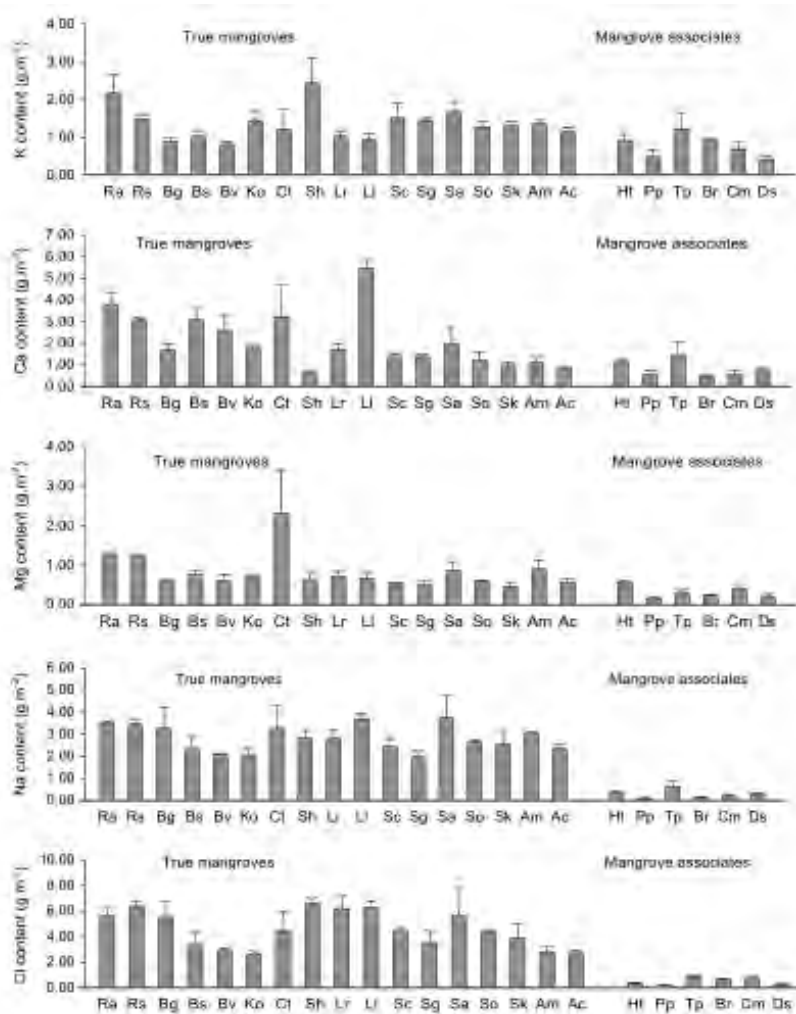 4.00
True mangroves Mangrove associates
3.00
2.00
1.00
0.00
K content (g.m⁻²)
Ra Rs Bg Bs Bv Ko Ct Sh Lr Ll Sc Sg Sa So Sk Am Ac Ht Pp Tp Br Cm Ds
7.00
True mangroves Mangrove associates
6.00
5.00
4.00
3.00
2.00
1.00
0.00
Ca content (g.m⁻²)
Ra Rs Bg Bs Bv Ko Ct Sh Lr Ll Sc Sg Sa So Sk Am Ac Ht Pp Tp Br Cm Ds
4.00
True mangroves Mangrove associates
3.00
2.00
1.00
0.00
Mg content (g.m⁻²)
Ra Rs Bg Bs Bv Ko Ct Sh Lr Ll Sc Sg Sa So Sk Am Ac Ht Pp Tp Br Cm Ds
6.00
True mangroves Mangrove associates
5.00
4.00
3.00
2.00
1.00
0.00
Na content (g.m⁻²)
Ra Rs Bg Bs Bv Ko Ct Sh Lr Ll Sc Sg Sa So Sk Am Ac Ht Pp Tp Br Cm Ds
10.00
True mangroves Mangrove associates
8.00
6.00
4.00
2.00
0.00
Cl content (g.m⁻²)
Ra Rs Bg Bs Bv Ko Ct Sh Lr Ll Sc Sg Sa So Sk Am Ac Ht Pp Tp Br Cm Ds